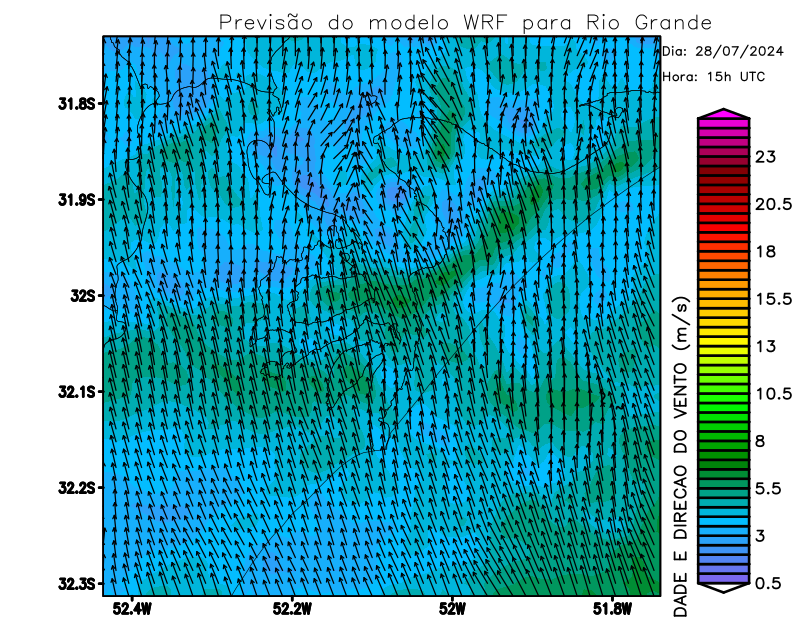 Previsão do modelo WRF para Rio Grande
Dia: 28/07/2024
Hora: 15h UTC
31.8S
31.9S
32S
32.1S
32.2S
32.3S
52.4W
52.2W
52W
51.8W
DADE E DIRECAO DO VENTO (m/s)
23
20.5
18
15.5
13
10.5
8
5.5
3
0.5